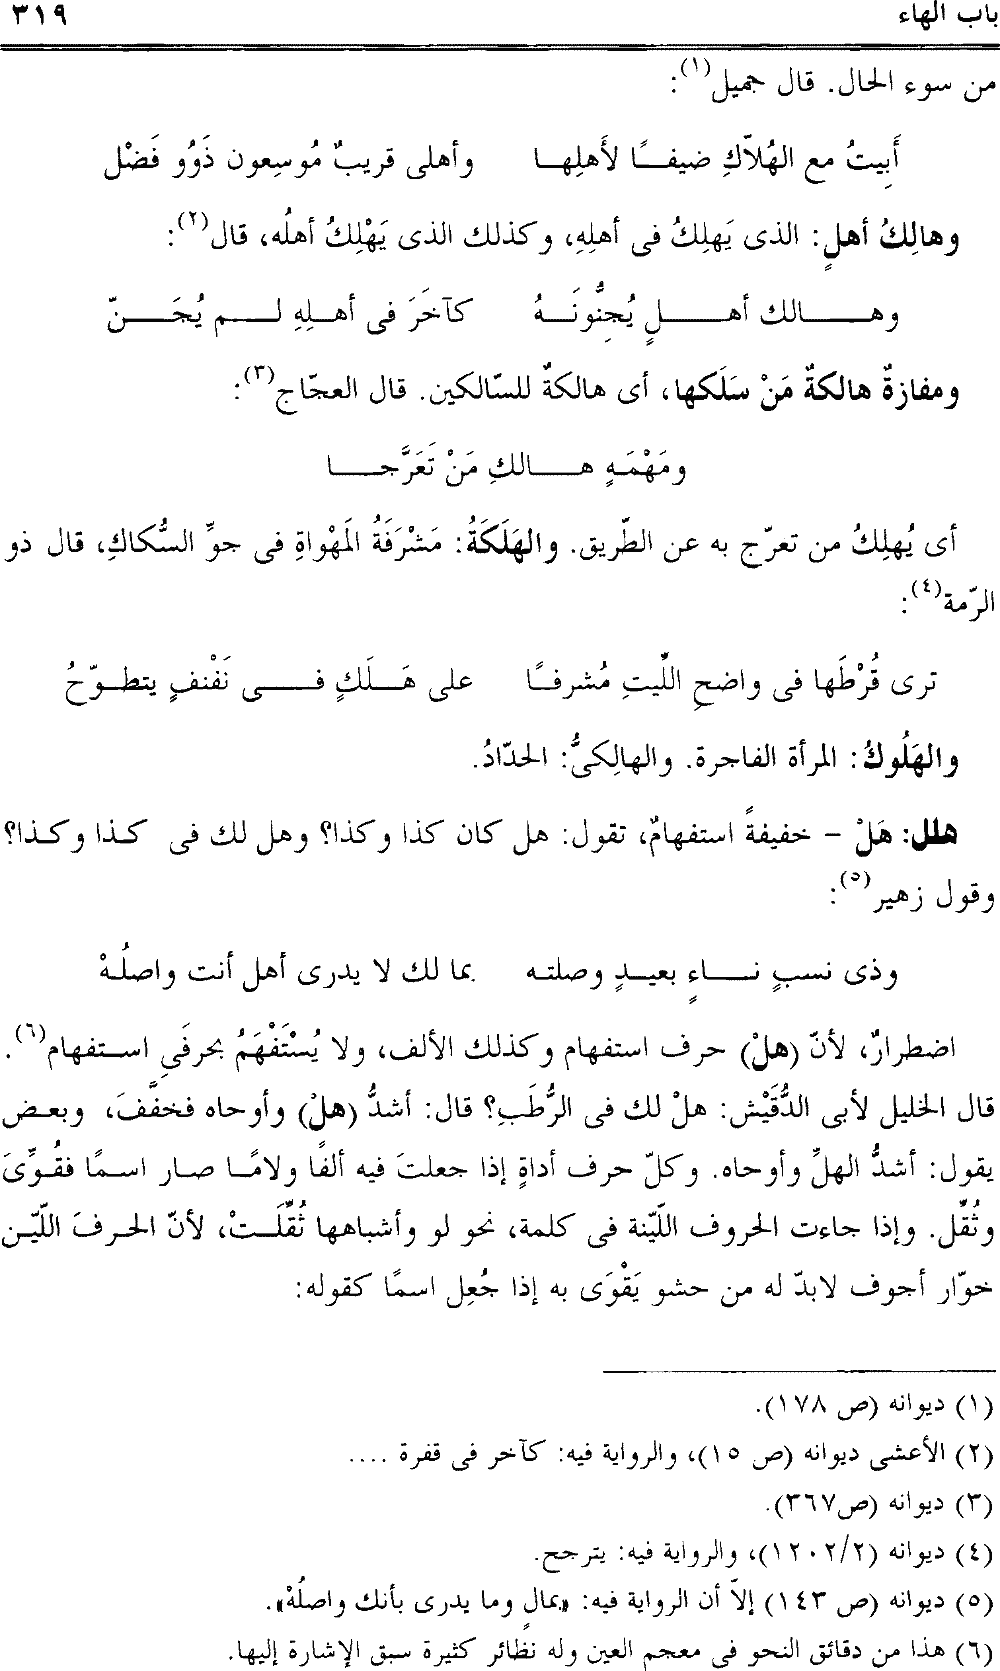 باب الهاء ٣١٩
من سوء الحال. قال جميل(١):
أَبِيتُ مع الهُلاّكِ ضيفًا لأَهلِها وأهلى قريبٌ مُوسِعون ذَوُو فَضْل
وهالِكُ أهلٍ: الذى يَهلِكُ فى أهلِهِ، وكذلك الذى يَهْلِكُ أهلُه، قال(٢):
وهالك أهلٍ يُجِنُّونَهُ كآخَرَ فى أهلِهِ لم يُجَنّ
ومفازةٌ هالكةٌ مَنْ سَلَكها، أى هالكةٌ للسّالكين. قال العجّاج(٣):
ومَهْمَهٍ هالكِ مَنْ تَعَرَّجا
أى يُهلِكُ من تعرّج به عن الطّريق. والهَلَكَةُ: مَشْرَفَةُ المَهْواةِ فى جوِّ السُّكاكِ، قال ذو
الرّمة(٤):
ترى قُرْطَها فى واضحِ اللِّيتِ مُشرفًا على هَلَكٍ فى نَفْنفٍ يتطوّحُ
والهَلُوكُ: المرأة الفاجرة. والهالِكىُّ: الحدّادُ.
هلل: هَلْ – خفيفةً استفهامٌ، تقول: هل كان كذا وكذا؟ وهل لك فى كذا وكذا؟
وقول زهير(٥):
وذى نسبٍ ناءٍ بعيدٍ وصلته بما لك لا يدرى أهل أنت واصلُهْ
اضطرارٌ، لأنّ (هلْ) حرف استفهام وكذلك الألف، ولا يُسْتَفْهَمُ بحرفَىِ استفهام(٦).
قال الخليل لأبى الدُّقَيْش: هلْ لك فى الرُّطَبِ؟ قال: أشدُّ (هلْ) وأوحاه فخفَّفَ، وبعض
يقول: أشدُّ الهلِّ وأوحاه. وكلّ حرف أداةٍ إذا جعلتَ فيه ألفًا ولامًا صار اسمًا فقُوِّىَ
وثُقِّل. وإذا جاءت الحروف اللّيّنة فى كلمة، نحو لو وأشباهها ثُقِّلَتْ، لأنّ الحرفَ اللّيّن
خوّار أجوف لابدّ له من حشو يَقْوَى به إذا جُعِل اسمًا كقوله:
(١) ديوانه (ص ١٧٨).
(٢) الأعشى ديوانه (ص ١٥)، والرواية فيه: كآخر فى قفرة ....
(٣) ديوانه (ص٣٦٧).
(٤) ديوانه (١٢٠٢/٢)، والرواية فيه: يترجح.
(٥) ديوانه (ص ١٤٣) إلاّ أن الرواية فيه: «بمالٍ وما يدرى بأنك واصلُهْ».
(٦) هذا من دقائق النحو فى معجم العين وله نظائر كثيرة سبق الإشارة إليها.